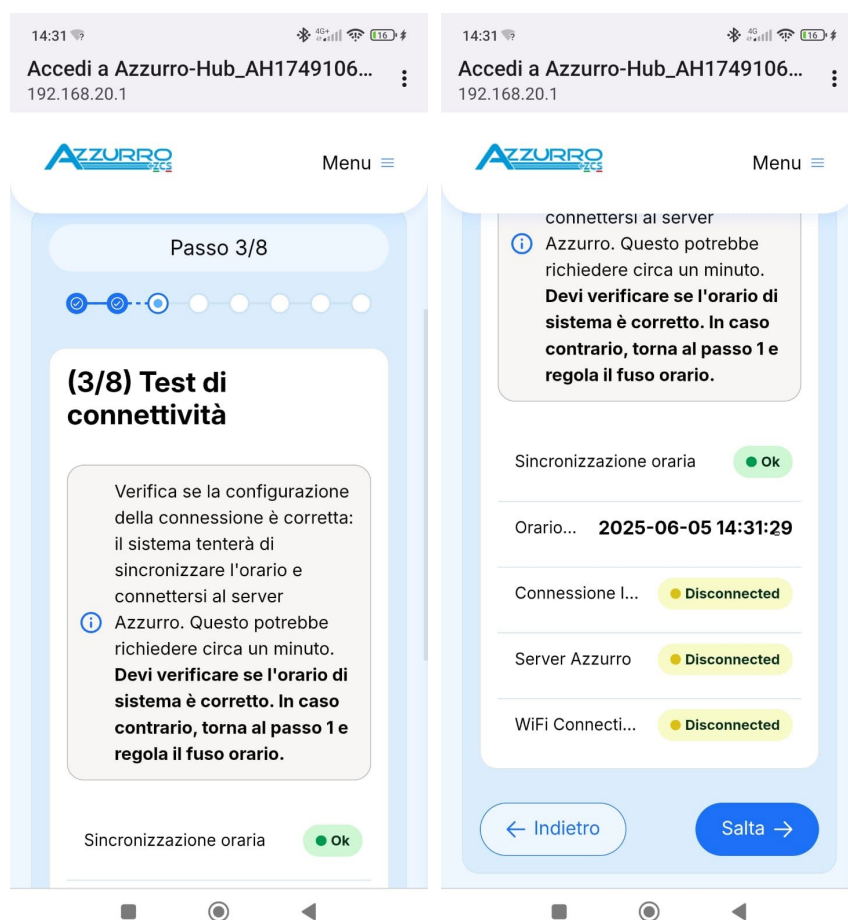 14:31
4G+
16
Accedi a Azzurro-Hub_AH1749106...
192.168.20.1
AZZURRO
ZCS
Menu
Passo 3/8
(3/8) Test di
connettività
Verifica se la configurazione
della connessione è corretta:
il sistema tenterà di
sincronizzare l'orario e
connettersi al server
Azzurro. Questo potrebbe
richiedere circa un minuto.
Devi verificare se l'orario di
sistema è corretto. In caso
contrario, torna al passo 1 e
regola il fuso orario.
Sincronizzazione oraria Ok
14:31
4G
16
Accedi a Azzurro-Hub_AH1749106...
192.168.20.1
AZZURRO
ZCS
Menu
connettersi al server
Azzurro. Questo potrebbe
richiedere circa un minuto.
Devi verificare se l'orario di
sistema è corretto. In caso
contrario, torna al passo 1 e
regola il fuso orario.
Sincronizzazione oraria Ok
Orario... 2025-06-05 14:31:29
Connessione I... Disconnected
Server Azzurro Disconnected
WiFi Connecti... Disconnected
← Indietro
Salta →